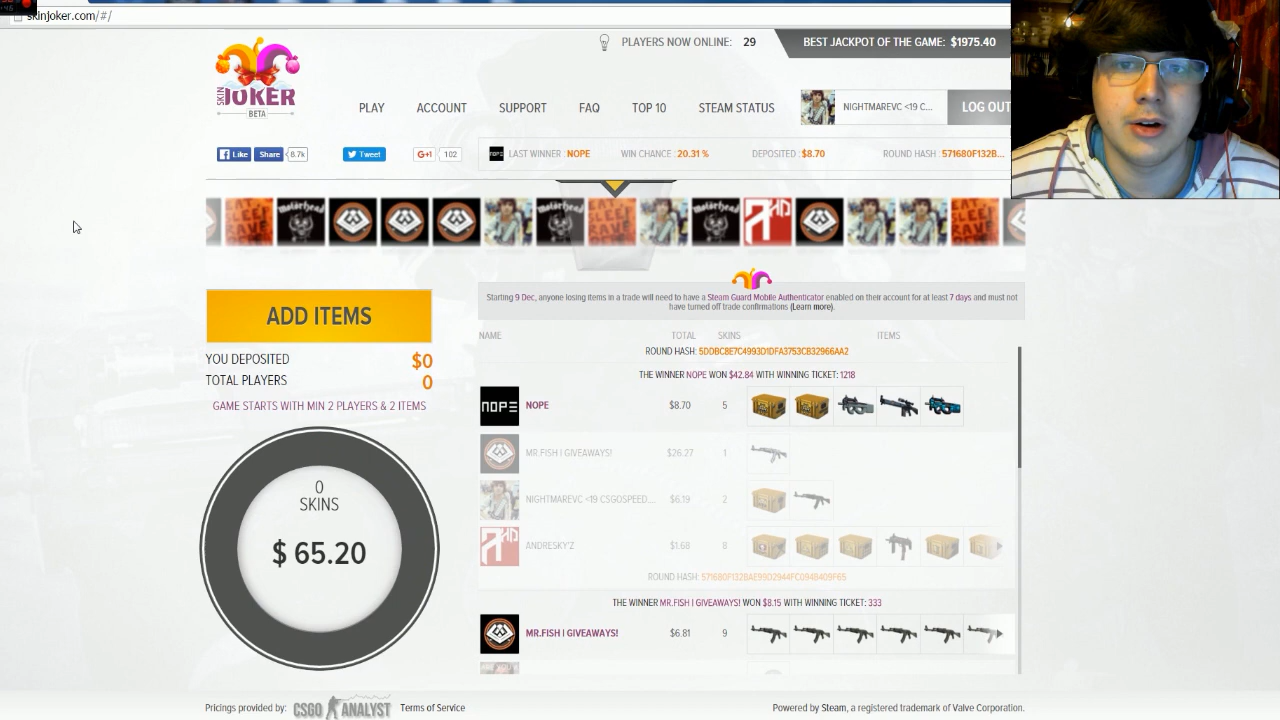 skinjoker.com/#/
PLAYERS NOW ONLINE: 29
BEST JACKPOT OF THE GAME: $1975.40
SKIN JOKER
BETA
PLAY ACCOUNT SUPPORT FAQ TOP 10 STEAM STATUS
NIGHTMAREVC <19 C...
LOG OUT
Like Share 8.7k Tweet G+1 102
NOPE LAST WINNER : NOPE WIN CHANCE : 20.31 % DEPOSITED : $8.70 ROUND HASH : 571680F132B...
ADD ITEMS
YOU DEPOSITED $0
TOTAL PLAYERS 0
GAME STARTS WITH MIN 2 PLAYERS & 2 ITEMS
0
SKINS
$ 65.20
Starting 9 Dec, anyone losing items in a trade will need to have a Steam Guard Mobile Authenticator enabled on their account for at least 7 days and must not
have turned off trade confirmations (Learn more).
NAME TOTAL SKINS ITEMS
ROUND HASH: 5DDBC8E7C4993D1DFA3753CB32966AA2
THE WINNER NOPE WON $42.84 WITH WINNING TICKET: 1218
NOPE NOPE $8.70 5
MR.FISH | GIVEAWAYS! $26.27 1
NIGHTMAREVC <19 CSGOSPEED.... $6.19 2
ANDRESKY'Z $1.68 8
THE WINNER MR.FISH | GIVEAWAYS! WON $8.15 WITH WINNING TICKET: 333
MR.FISH | GIVEAWAYS! $6.81 9
Pricings provided by: CSGO ANALYST Terms of Service
Powered by Steam, a registered trademark of Valve Corporation.